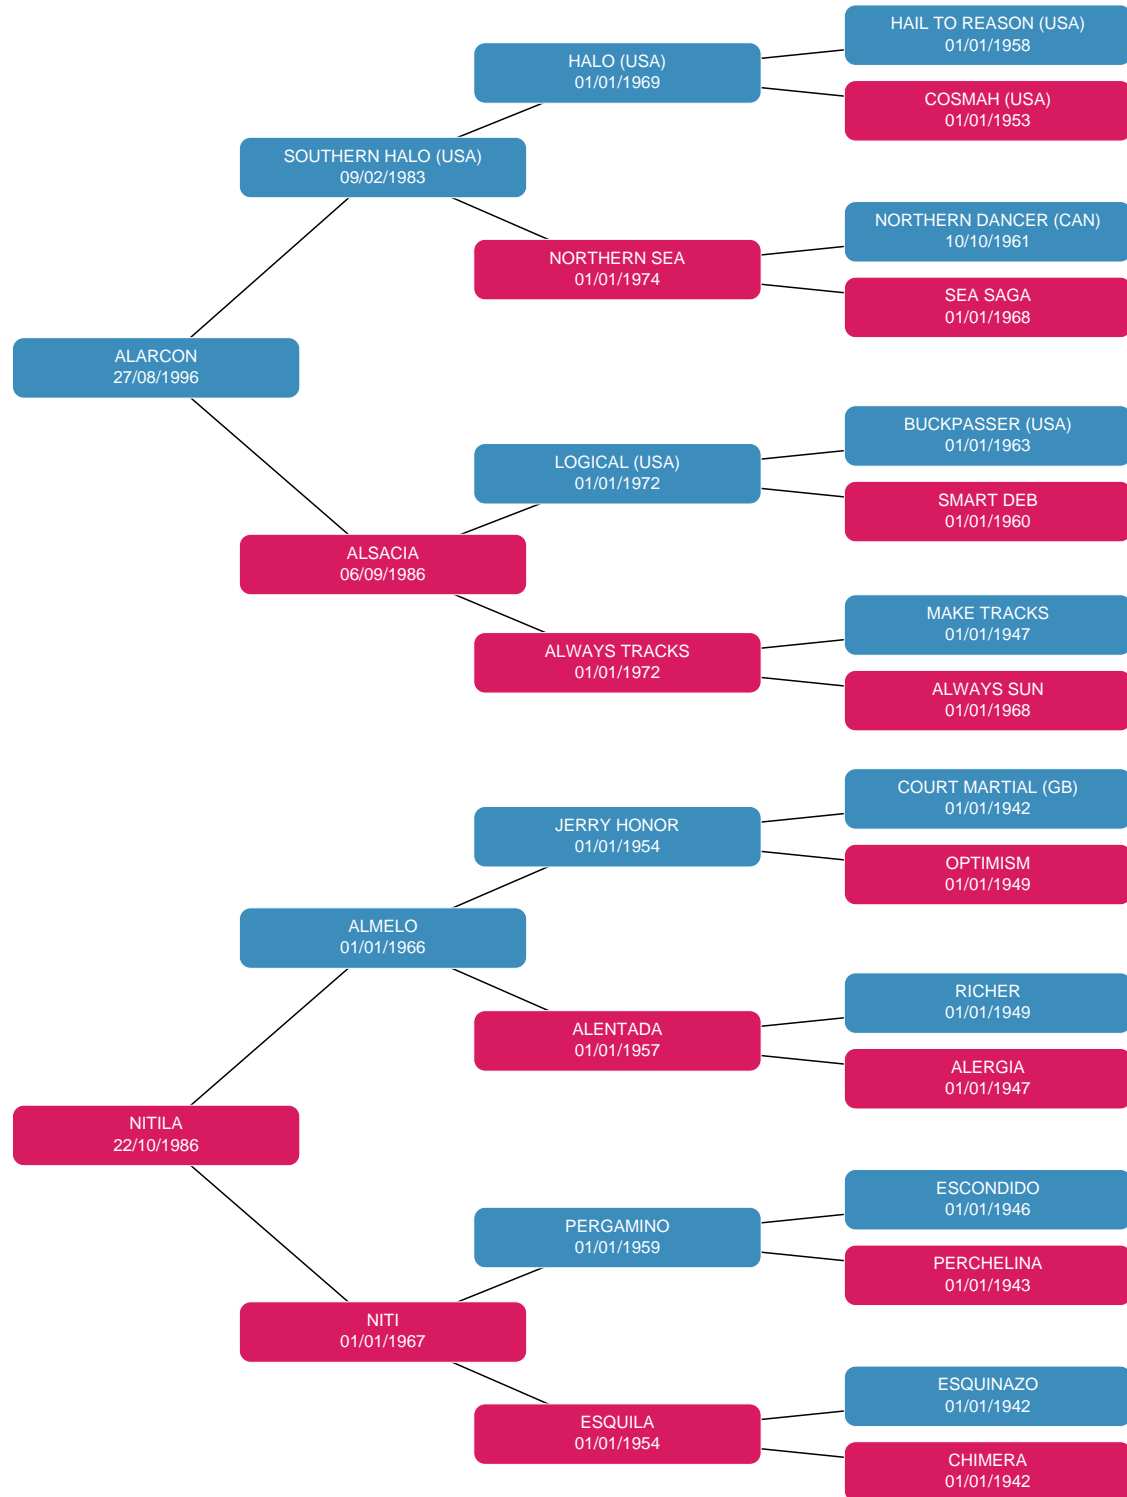 HAIL TO REASON (USA)
01/01/1958
HALO (USA)
01/01/1969
COSMAH (USA)
01/01/1953
SOUTHERN HALO (USA)
09/02/1983
NORTHERN DANCER (CAN)
10/10/1961
NORTHERN SEA
01/01/1974
SEA SAGA
01/01/1968
ALARCON
27/08/1996
BUCKPASSER (USA)
01/01/1963
LOGICAL (USA)
01/01/1972
SMART DEB
01/01/1960
ALSACIA
06/09/1986
MAKE TRACKS
01/01/1947
ALWAYS TRACKS
01/01/1972
ALWAYS SUN
01/01/1968
COURT MARTIAL (GB)
01/01/1942
JERRY HONOR
01/01/1954
OPTIMISM
01/01/1949
ALMELO
01/01/1966
RICHER
01/01/1949
ALENTADA
01/01/1957
ALERGIA
01/01/1947
NITILA
22/10/1986
ESCONDIDO
01/01/1946
PERGAMINO
01/01/1959
PERCHELINA
01/01/1943
NITI
01/01/1967
ESQUINAZO
01/01/1942
ESQUILA
01/01/1954
CHIMERA
01/01/1942